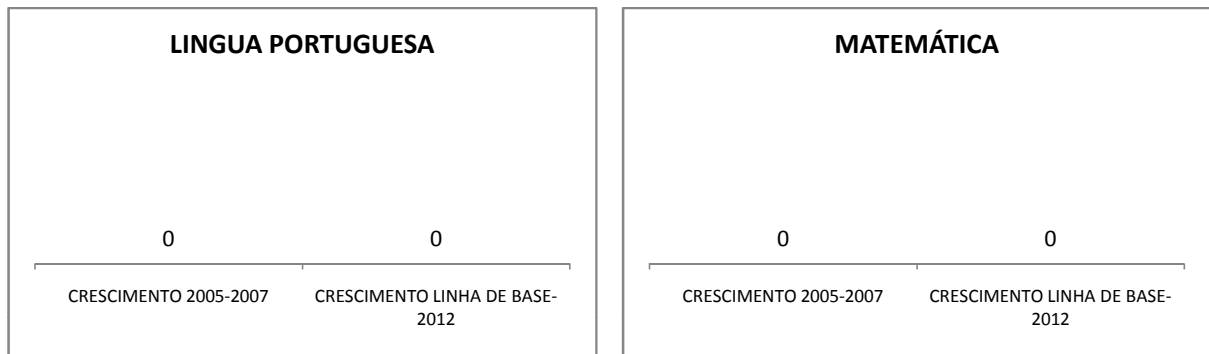 LINGUA PORTUGUESA
0
0
CRESCIMENTO 2005-2007
CRESCIMENTO LINHA DE BASE-
2012
MATEMÁTICA
0
0
CRESCIMENTO 2005-2007
CRESCIMENTO LINHA DE BASE-
2012